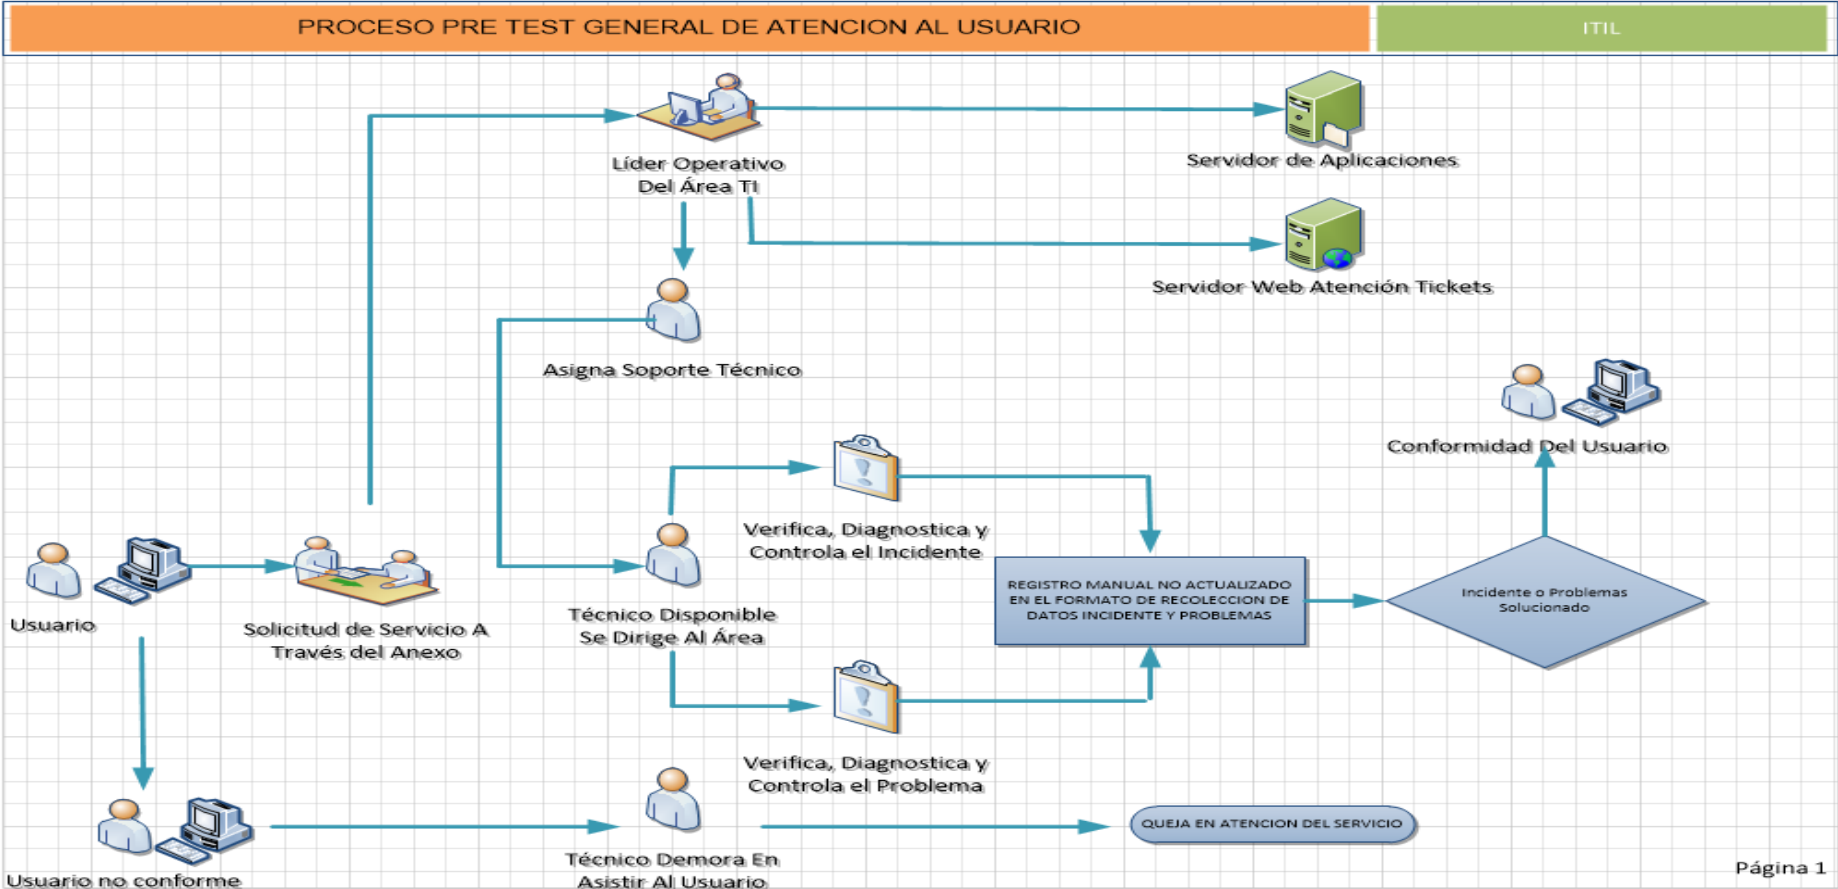 PROCESO PRE TEST GENERAL DE ATENCION AL USUARIO
ITIL
Líder Operativo
Del Área TI
Servidor de Aplicaciones
Servidor Web Atención Tickets
Asigna Soporte Técnico
Conformidad Del Usuario
Verifica, Diagnostica y
Controla el Incidente
Usuario
Solicitud de Servicio A
Través del Anexo
Técnico Disponible
Se Dirige Al Área
REGISTRO MANUAL NO ACTUALIZADO
EN EL FORMATO DE RECOLECCION DE
DATOS INCIDENTE Y PROBLEMAS
Incidente o Problemas
Solucionado
Verifica, Diagnostica y
Controla el Problema
Usuario no conforme
Técnico Demora En
Asistir Al Usuario
QUEJA EN ATENCION DEL SERVICIO
Página 1